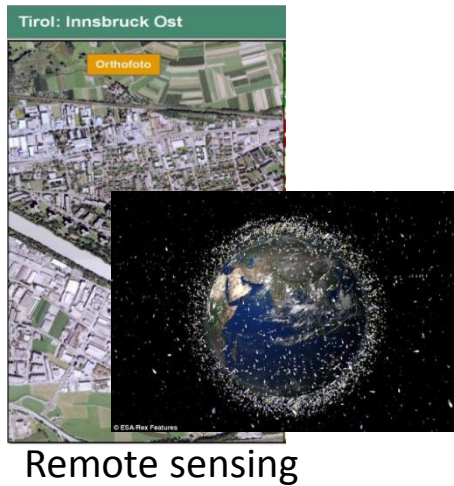 Tirol: Innsbruck Ost
Orthofoto
© ESA/Rex Features
Remote sensing